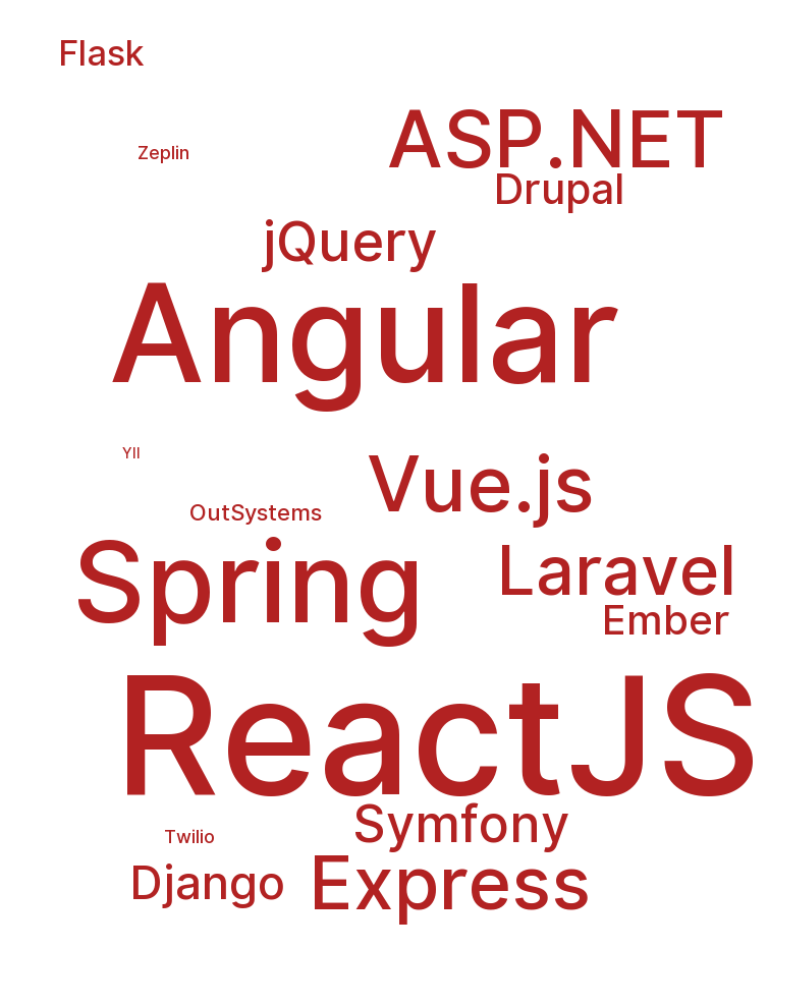 Flask
ASP.NET
Zeplin
Drupal
jQuery
Angular
YII
Vue.js
OutSystems
Spring
Laravel
Ember
ReactJS
Symfony
Twilio
Django
Express